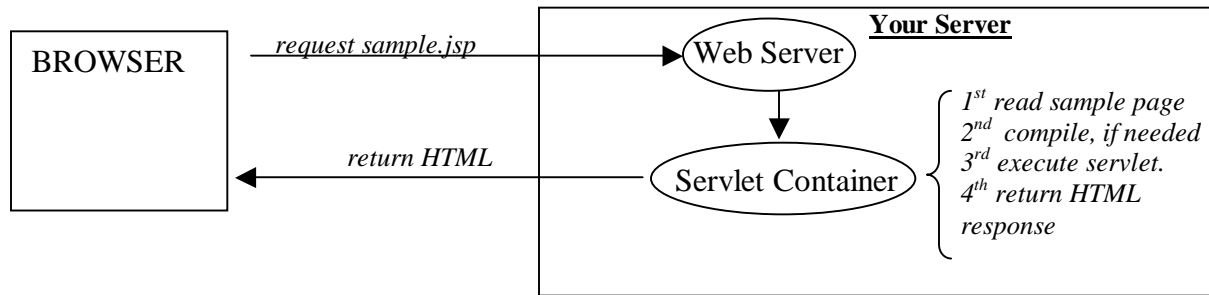 Your Server
BROWSER
request sample.jsp
Web Server
1st read sample page
2nd compile, if needed
3rd execute servlet.
4th return HTML
response
return HTML
Servlet Container